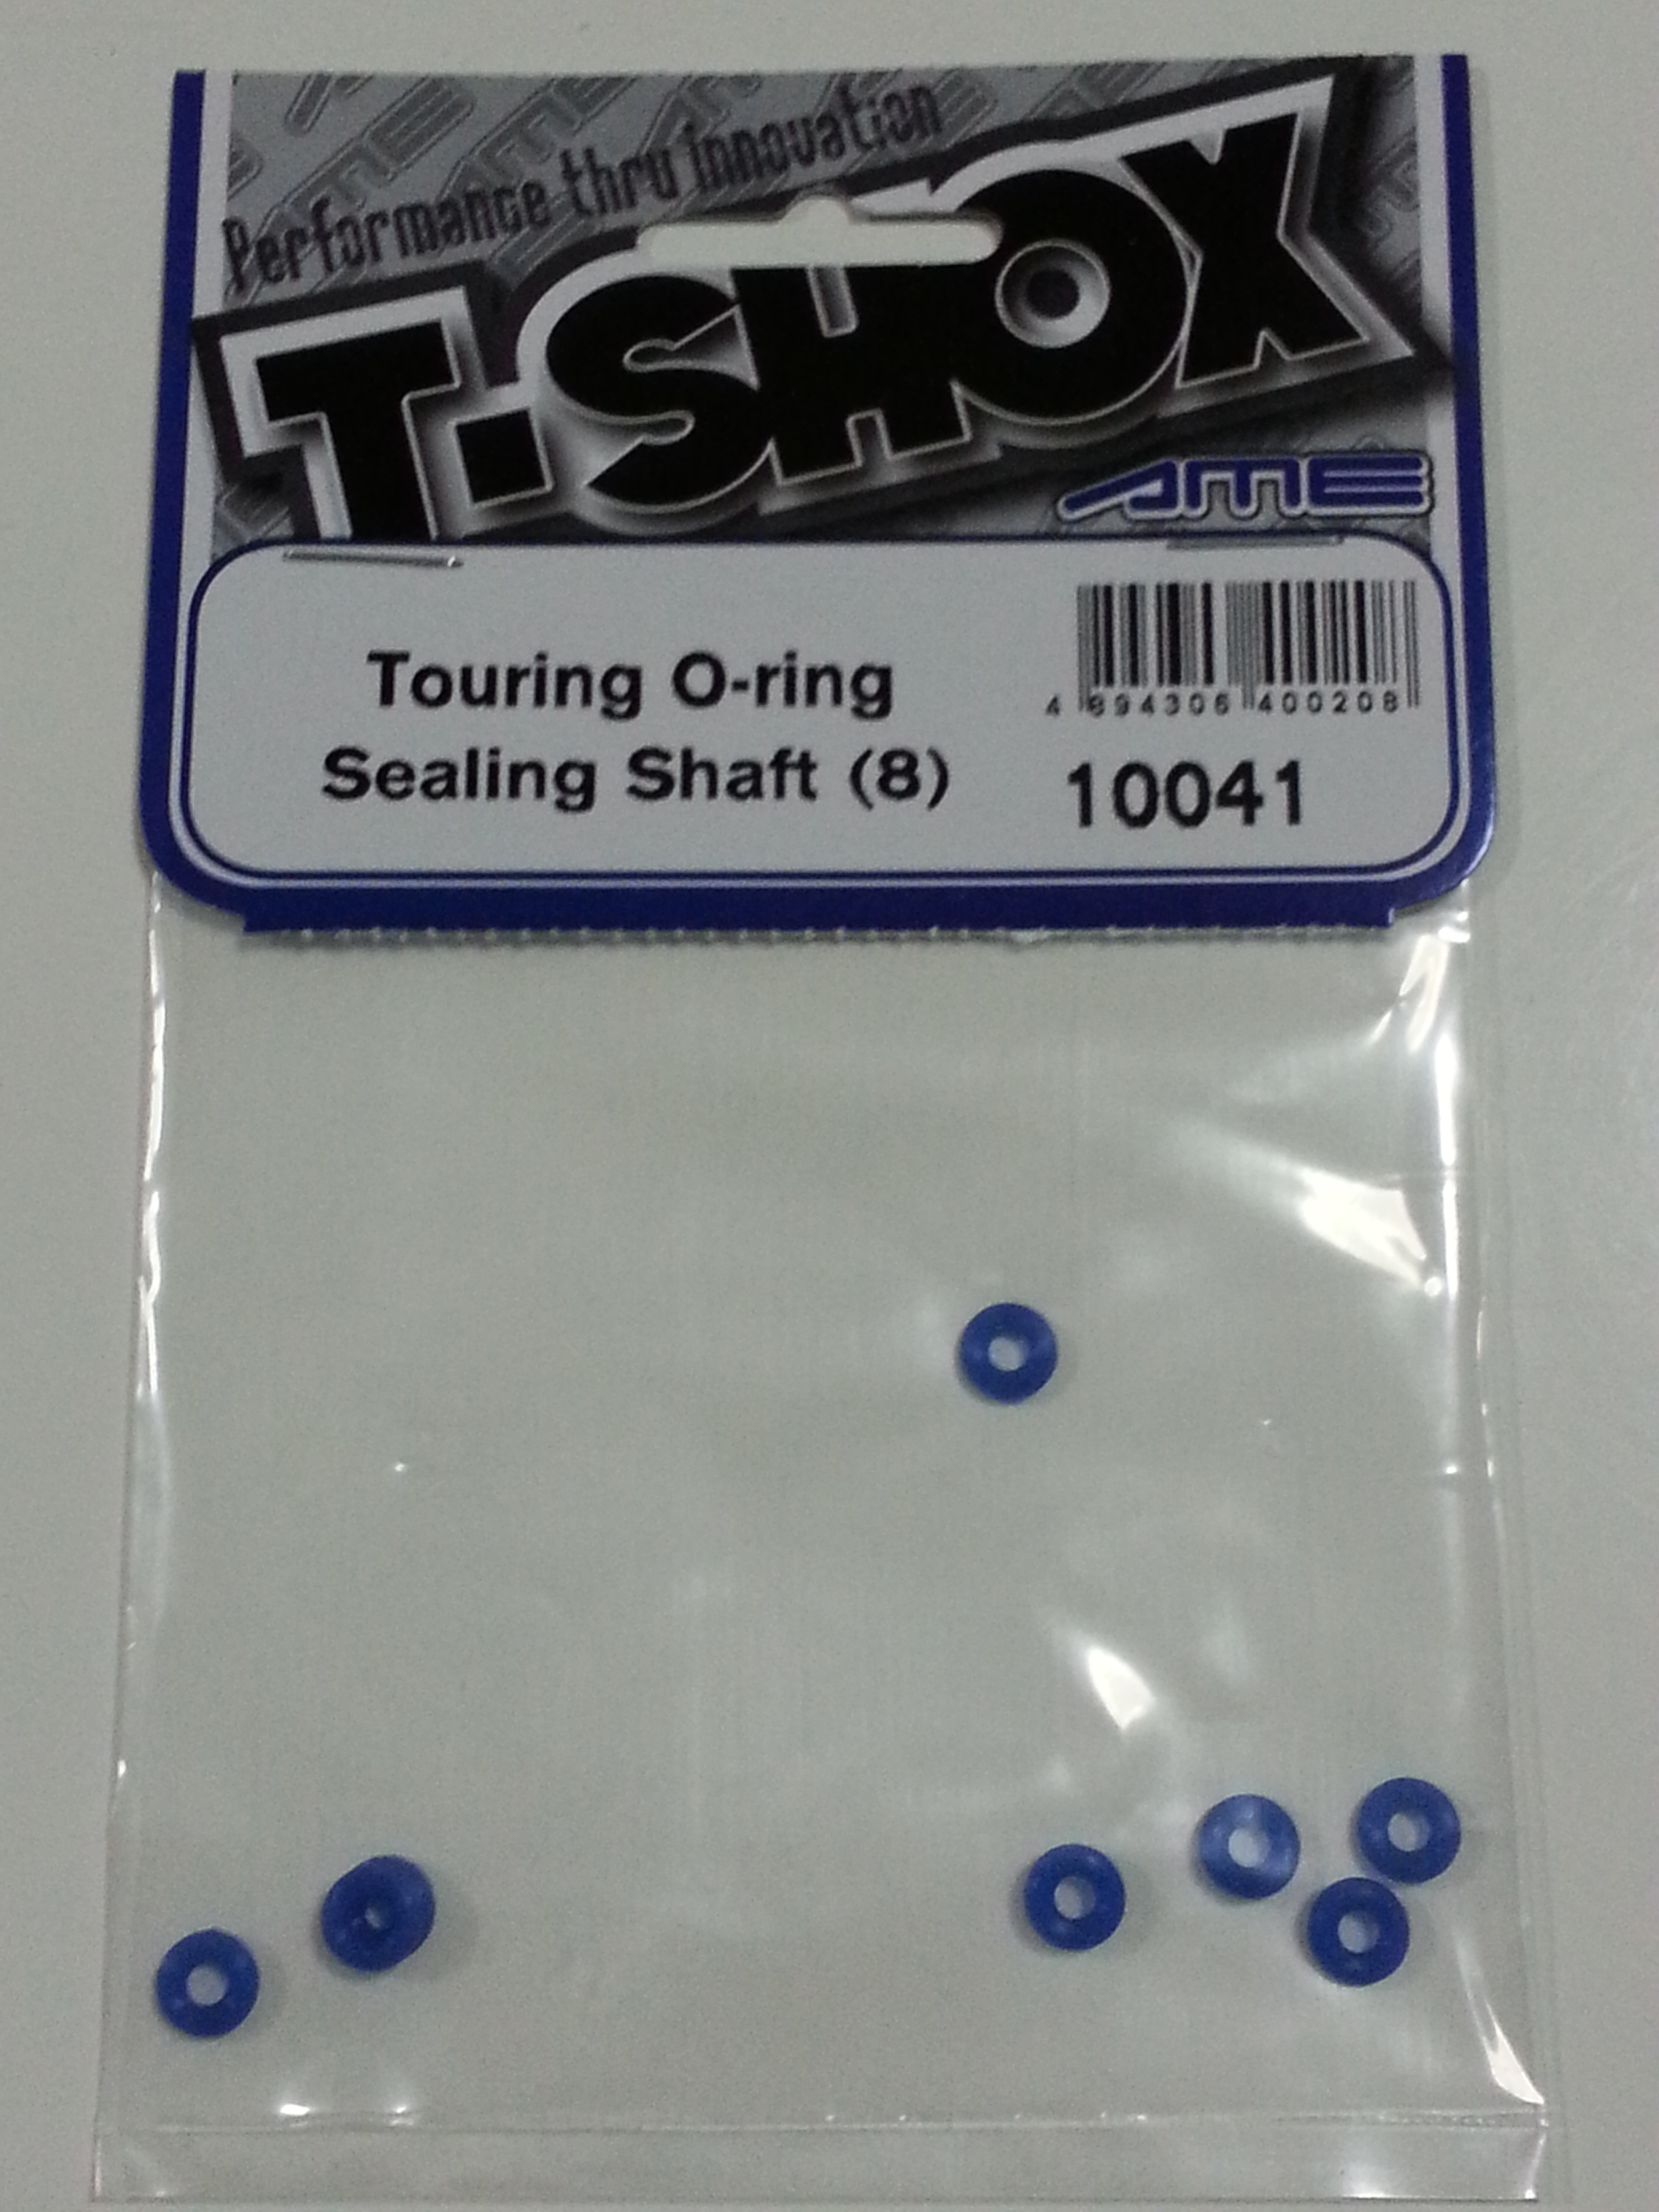 Performance thru innovation
T·SHOX
AME
Touring O-ring
Sealing Shaft (8)
4 894306 400208
10041